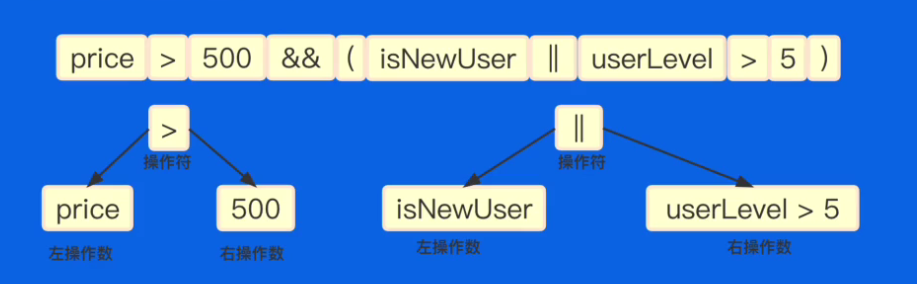 price > 500 && ( isNewUser || userLevel > 5 )
> ||
操作符 操作符
price 500 isNewUser userLevel > 5
左操作数 右操作数 左操作数 右操作数